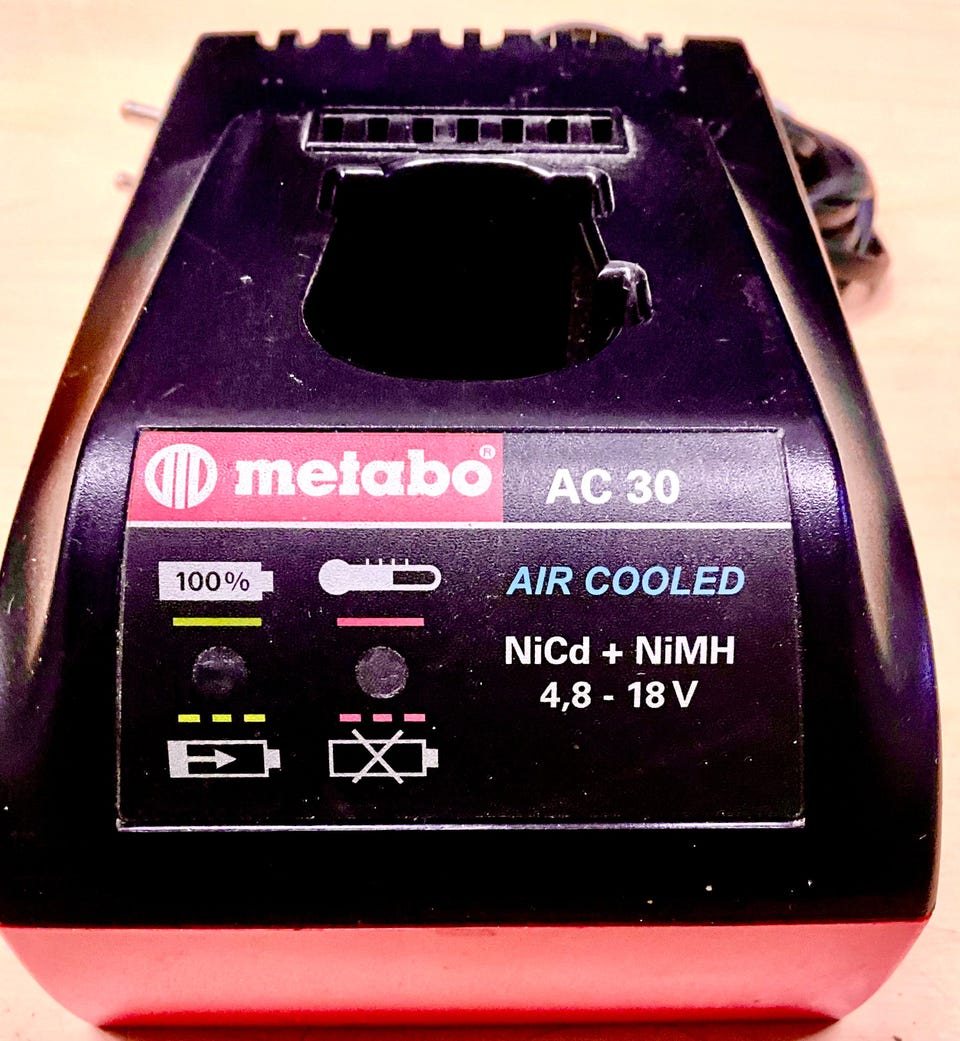 metabo®
AC 30
100%
AIR COOLED
NiCd + NiMH
4,8 - 18 V